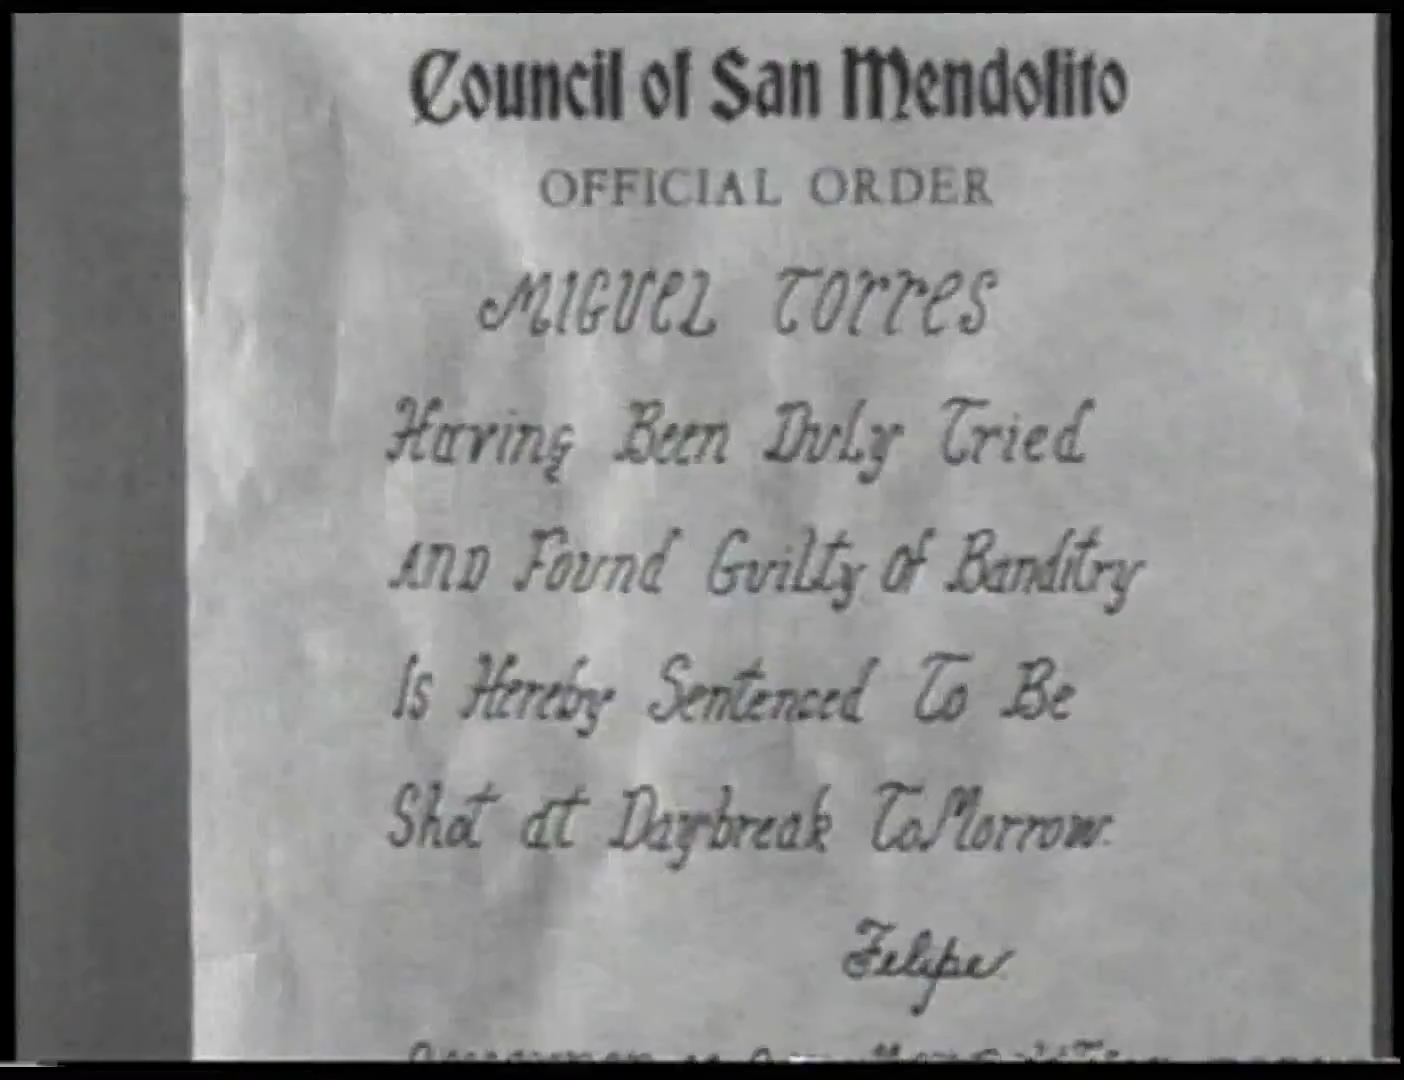 Council of San Mendolito
OFFICIAL ORDER
MIGUEL TORRES
Having Been Duly Tried
AND Found Guilty of Banditry
Is Hereby Sentenced To Be
Shot at Daybreak ToMorrow.
Felipe